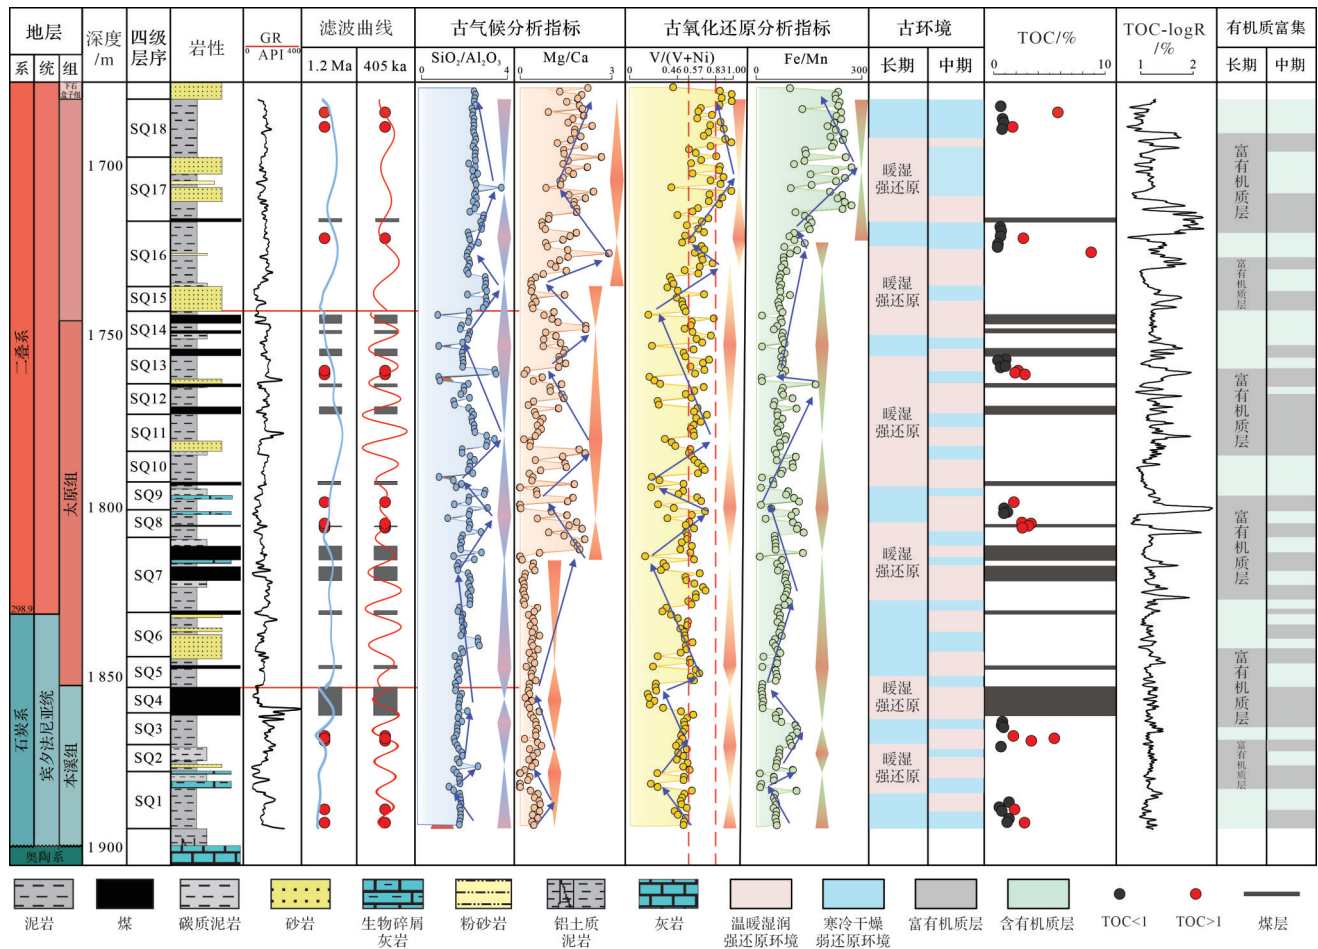 地层
深度
/m
四级
层序
岩性
GR
0 API 400
滤波曲线
古气候分析指标
古氧化还原分析指标
古环境
TOC/%
TOC-logR
/%
有机质富集
系
统
组
1.2 Ma
405 ka
SiO₂/Al₂O₃
0 4
Mg/Ca
0 3
V/(V+Ni)
0 0.46 0.57 0.83 1.00
Fe/Mn
0 300
长期
中期
0 10
1 2
长期
中期
二叠系
298.9
石炭系
宾夕法尼亚统
下石
盒子组
太原组
本溪组
奥陶系
1 700
1 750
1 800
1 850
1 900
SQ18
SQ17
SQ16
SQ15
SQ14
SQ13
SQ12
SQ11
SQ10
SQ9
SQ8
SQ7
SQ6
SQ5
SQ4
SQ3
SQ2
SQ1
暖湿
强还原
暖湿
强还原
暖湿
强还原
暖湿
强还原
暖湿
强还原
暖湿
强还原
富有机质层
富有机质层
富有机质层
富有机质层
富有机质层
富有机质层
泥岩
煤
碳质泥岩
砂岩
生物碎屑
灰岩
粉砂岩
铝土质
泥岩
灰岩
温暖湿润
强还原环境
寒冷干燥
弱还原环境
富有机质层
含有机质层
TOC<1
TOC>1
煤层